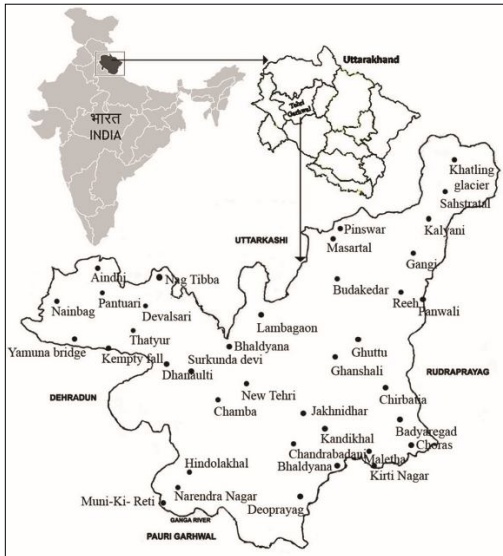 भारत
INDIA
Uttarakhand
Tehri
Garhwal
Khatling
glacier
Sahstratal
Pinswar
Kalyani
UTTARKASHI
Masartal
Gangi
Aindhi
Nag Tibba
Budakedar
Nainbag
Pantuari
Devalsari
Reeh
Panwali
Lambagaon
Thatyur
Yamuna bridge
Bhaldyana
Ghuttu
Kempty fall
Surkunda devi
Ghanshali
RUDRAPRAYAG
Dhanaulti
New Tehri
Chirbatia
DEHRADUN
Chamba
Jakhnidhar
Kandikhal
Badyaregad
Chandrabadani
Choras
Maletha
Hindolakhal
Bhaldyana
Kirti Nagar
Muni-Ki- Reti
Narendra Nagar
Deoprayag
GANGA RIVER
PAURI GARHWAL